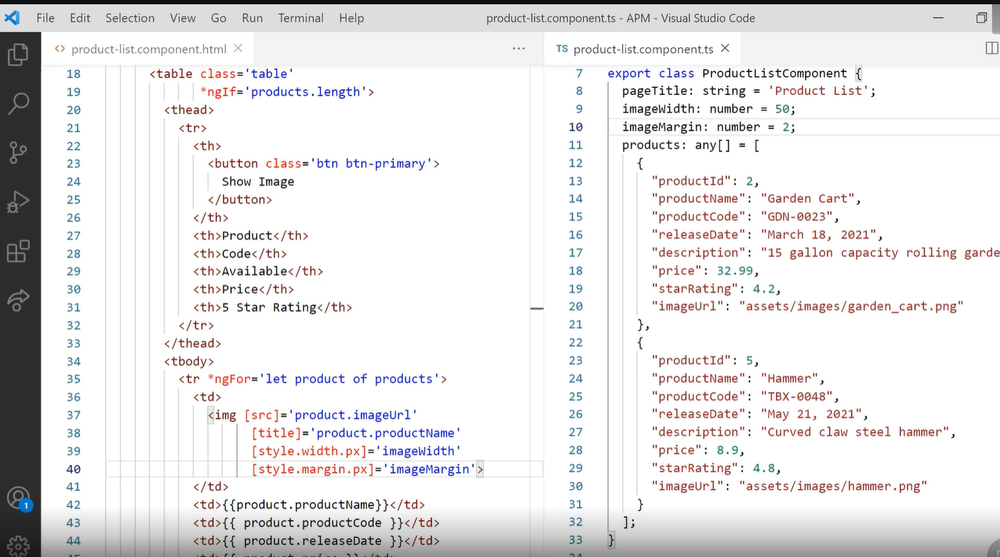 File Edit Selection View Go Run Terminal Help product-list.component.ts - APM - Visual Studio Code
product-list.component.html
18 <table class='table'
19 *ngIf='products.length'>
20 <thead>
21 <tr>
22 <th>
23 <button class='btn btn-primary'>
24 Show Image
25 </button>
26 </th>
27 <th>Product</th>
28 <th>Code</th>
29 <th>Available</th>
30 <th>Price</th>
31 <th>5 Star Rating</th>
32 </tr>
33 </thead>
34 <tbody>
35 <tr *ngFor='let product of products'>
36 <td>
37 <img [src]='product.imageUrl'
38 [title]='product.productName'
39 [style.width.px]='imageWidth'
40 [style.margin.px]='imageMargin'>
41 </td>
42 <td>{{product.productName}}</td>
43 <td>{{ product.productCode }}</td>
44 <td>{{ product.releaseDate }}</td>
TS product-list.component.ts
7 export class ProductListComponent {
8 pageTitle: string = 'Product List';
9 imageWidth: number = 50;
10 imageMargin: number = 2;
11 products: any[] = [
12 {
13 "productId": 2,
14 "productName": "Garden Cart",
15 "productCode": "GDN-0023",
16 "releaseDate": "March 18, 2021",
17 "description": "15 gallon capacity rolling garde
18 "price": 32.99,
19 "starRating": 4.2,
20 "imageUrl": "assets/images/garden_cart.png"
21 },
22 {
23 "productId": 5,
24 "productName": "Hammer",
25 "productCode": "TBX-0048",
26 "releaseDate": "May 21, 2021",
27 "description": "Curved claw steel hammer",
28 "price": 8.9,
29 "starRating": 4.8,
30 "imageUrl": "assets/images/hammer.png"
31 }
32 ];
33 }
1